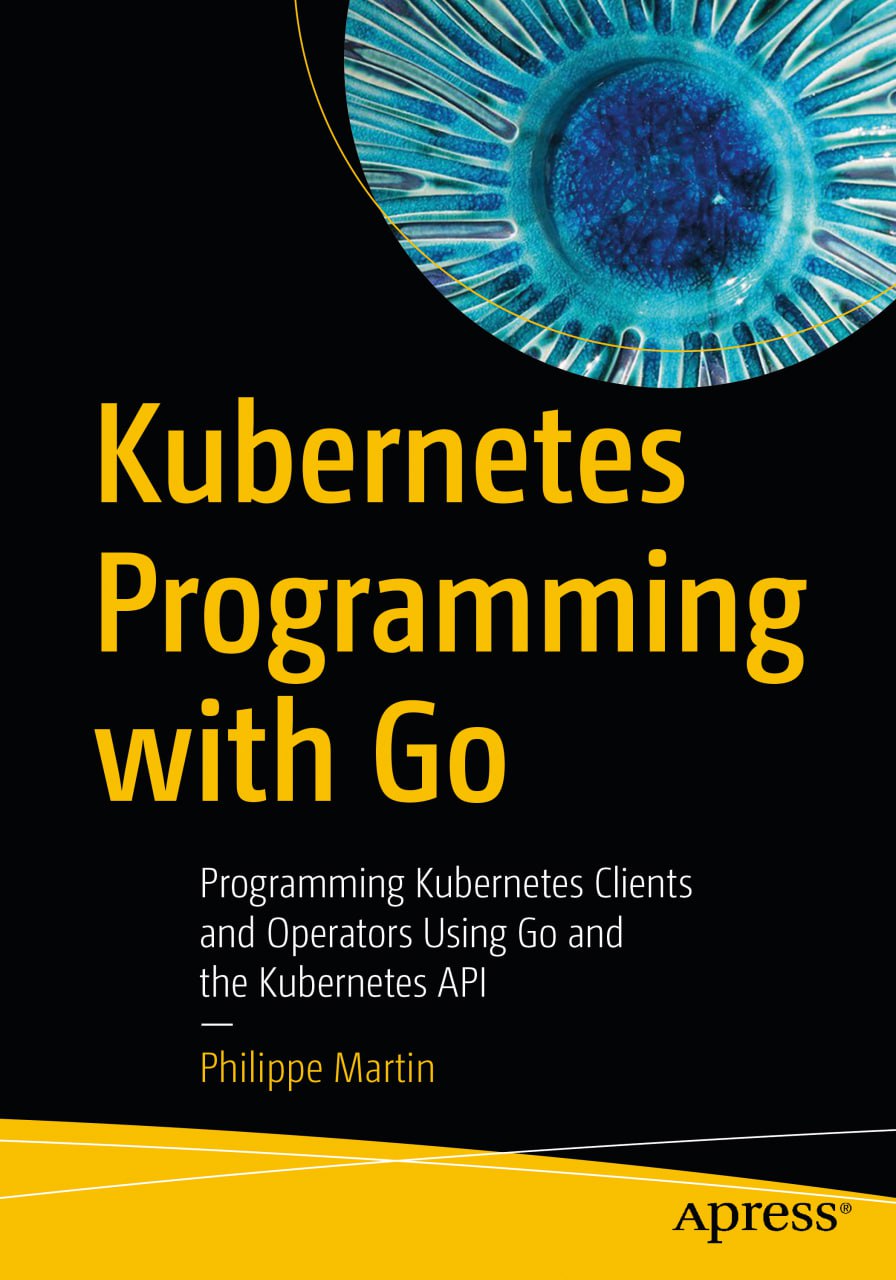 Kubernetes
Programming
with Go
Programming Kubernetes Clients
and Operators Using Go and
the Kubernetes API
—
Philippe Martin
Apress®